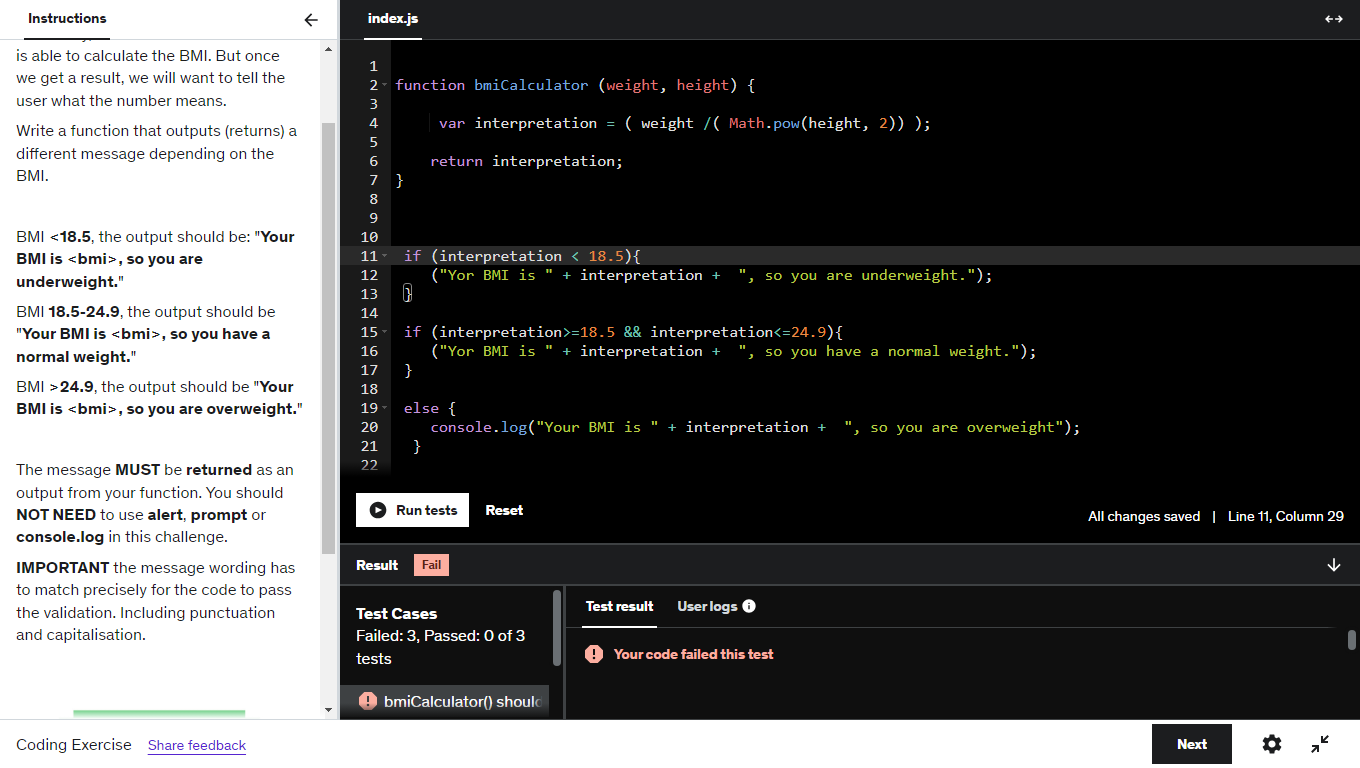 Instructions
is able to calculate the BMI. But once
we get a result, we will want to tell the
user what the number means.
Write a function that outputs (returns) a
different message depending on the
BMI.
BMI <18.5, the output should be: "Your
BMI is <bmi>, so you are
underweight."
BMI 18.5-24.9, the output should be
"Your BMI is <bmi>, so you have a
normal weight."
BMI >24.9, the output should be "Your
BMI is <bmi>, so you are overweight."
The message MUST be returned as an
output from your function. You should
NOT NEED to use alert, prompt or
console.log in this challenge.
IMPORTANT the message wording has
to match precisely for the code to pass
the validation. Including punctuation
and capitalisation.
index.js
1
2 function bmiCalculator (weight, height) {
3
4 var interpretation = ( weight /( Math.pow(height, 2)) );
5
6 return interpretation;
7 }
8
9
10
11 if (interpretation < 18.5){
12 ("Yor BMI is " + interpretation + ", so you are underweight.");
13 }
14
15 if (interpretation>=18.5 && interpretation<=24.9){
16 ("Yor BMI is " + interpretation + ", so you have a normal weight.");
17 }
18
19 else {
20 console.log("Your BMI is " + interpretation + ", so you are overweight");
21 }
22
Run tests Reset
All changes saved | Line 11, Column 29
Result Fail
Test Cases
Failed: 3, Passed: 0 of 3
tests
bmiCalculator() should
Test result User logs
Your code failed this test
Coding Exercise Share feedback
Next